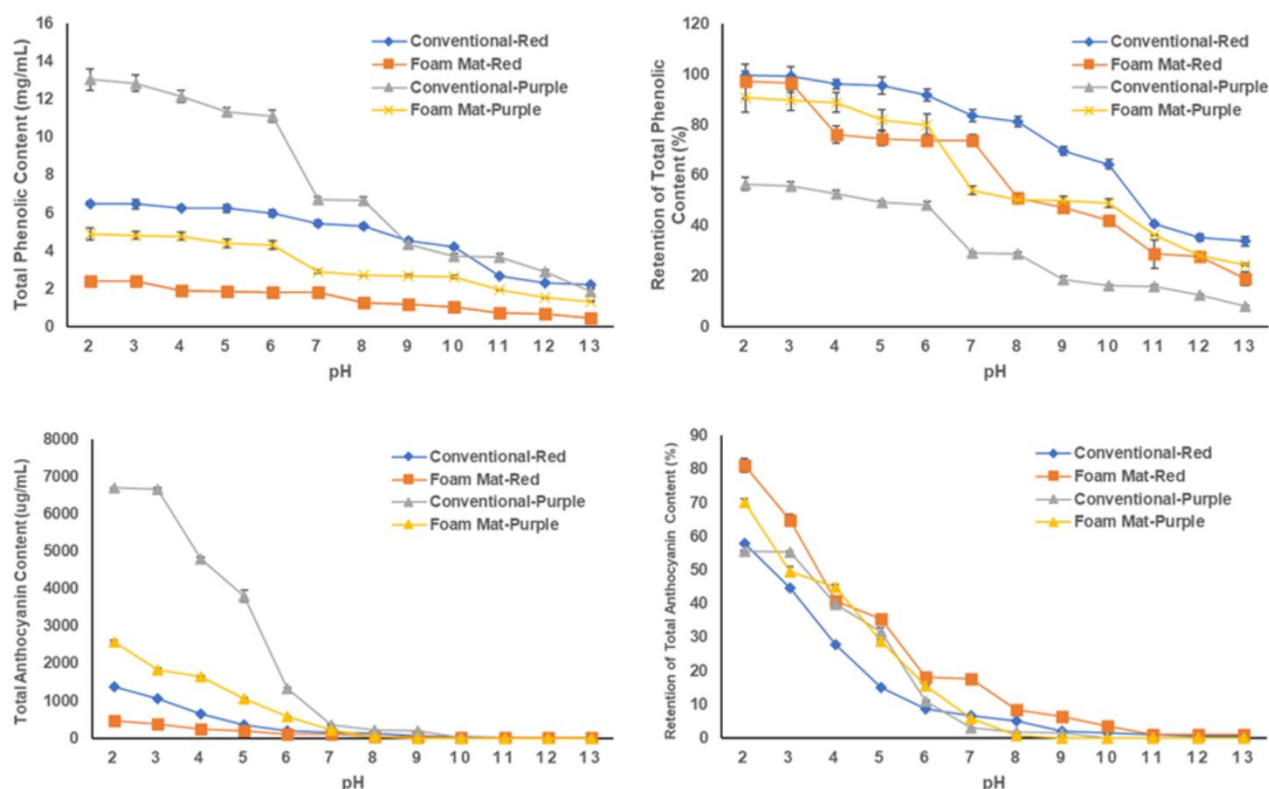 Total Phenolic Content (mg/mL)
16
14
12
10
8
6
4
2
0
2 3 4 5 6 7 8 9 10 11 12 13
pH
Conventional-Red
Foam Mat-Red
Conventional-Purple
Foam Mat-Purple
Retention of Total Phenolic
Content (%)
120
100
80
60
40
20
0
2 3 4 5 6 7 8 9 10 11 12 13
pH
Conventional-Red
Foam Mat-Red
Conventional-Purple
Foam Mat-Purple
Total Anthocyanin Content (ug/mL)
8000
7000
6000
5000
4000
3000
2000
1000
0
2 3 4 5 6 7 8 9 10 11 12 13
pH
Conventional-Red
Foam Mat-Red
Conventional-Purple
Foam Mat-Purple
Retention of Total Anthocyanin Content (%)
90
80
70
60
50
40
30
20
10
0
2 3 4 5 6 7 8 9 10 11 12 13
pH
Conventional-Red
Foam Mat-Red
Conventional-Purple
Foam Mat-Purple